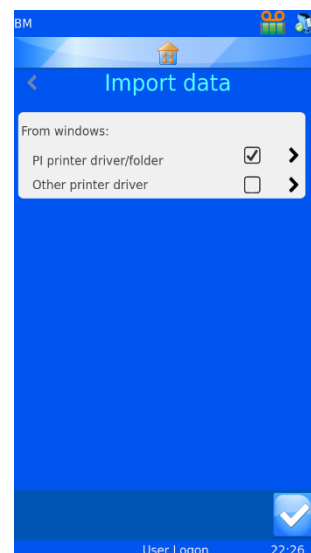 BM
Import data
From windows:
PI printer driver/folder
Other printer driver
User Logon 22:26